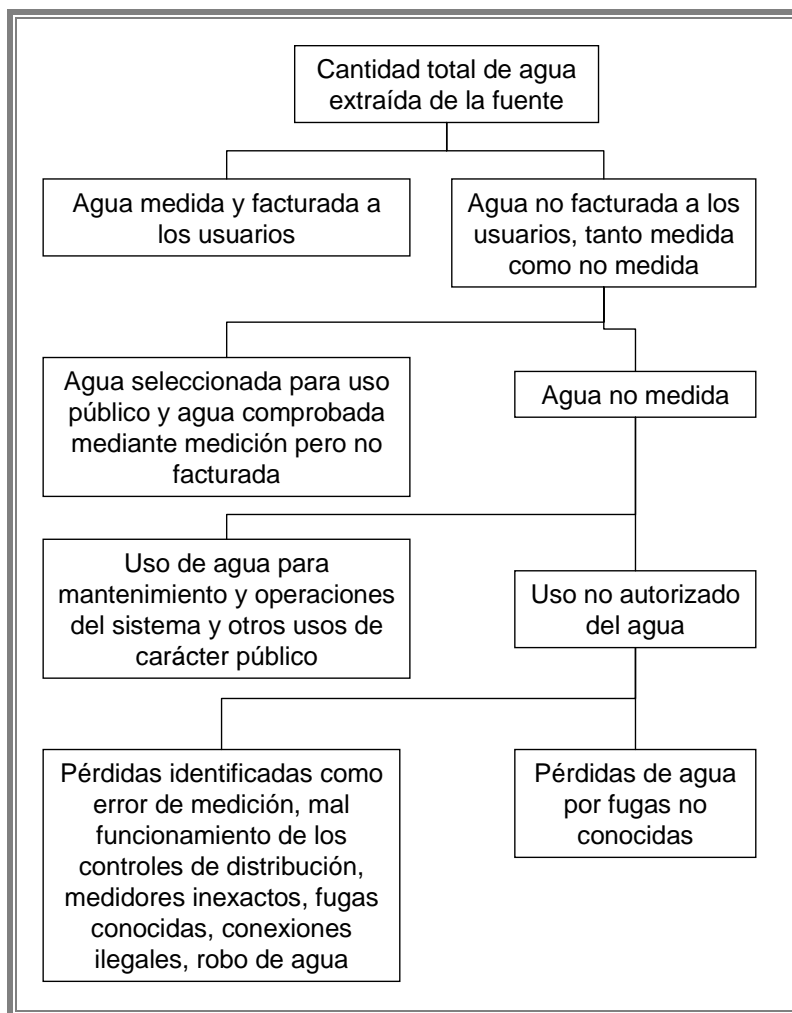 Cantidad total de agua
extraída de la fuente
Agua medida y facturada a
los usuarios
Agua no facturada a los
usuarios, tanto medida
como no medida
Agua seleccionada para uso
público y agua comprobada
mediante medición pero no
facturada
Agua no medida
Uso de agua para
mantenimiento y operaciones
del sistema y otros usos de
carácter público
Uso no autorizado
del agua
Pérdidas identificadas como
error de medición, mal
funcionamiento de los
controles de distribución,
medidores inexactos, fugas
conocidas, conexiones
ilegales, robo de agua
Pérdidas de agua
por fugas no
conocidas